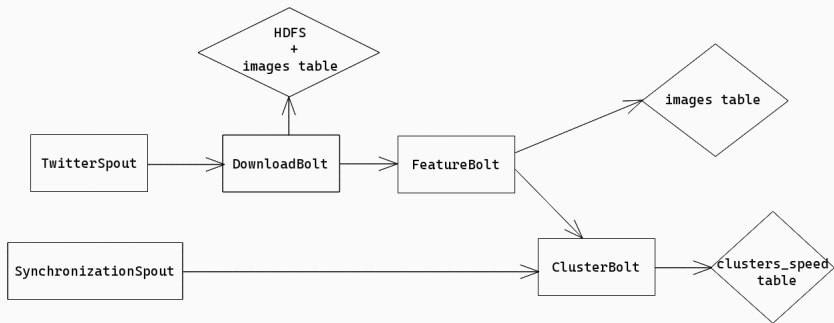 HDFS
+
images table
images table
TwitterSpout
DownloadBolt
FeatureBolt
SynchronizationSpout
ClusterBolt
clusters_speed
table